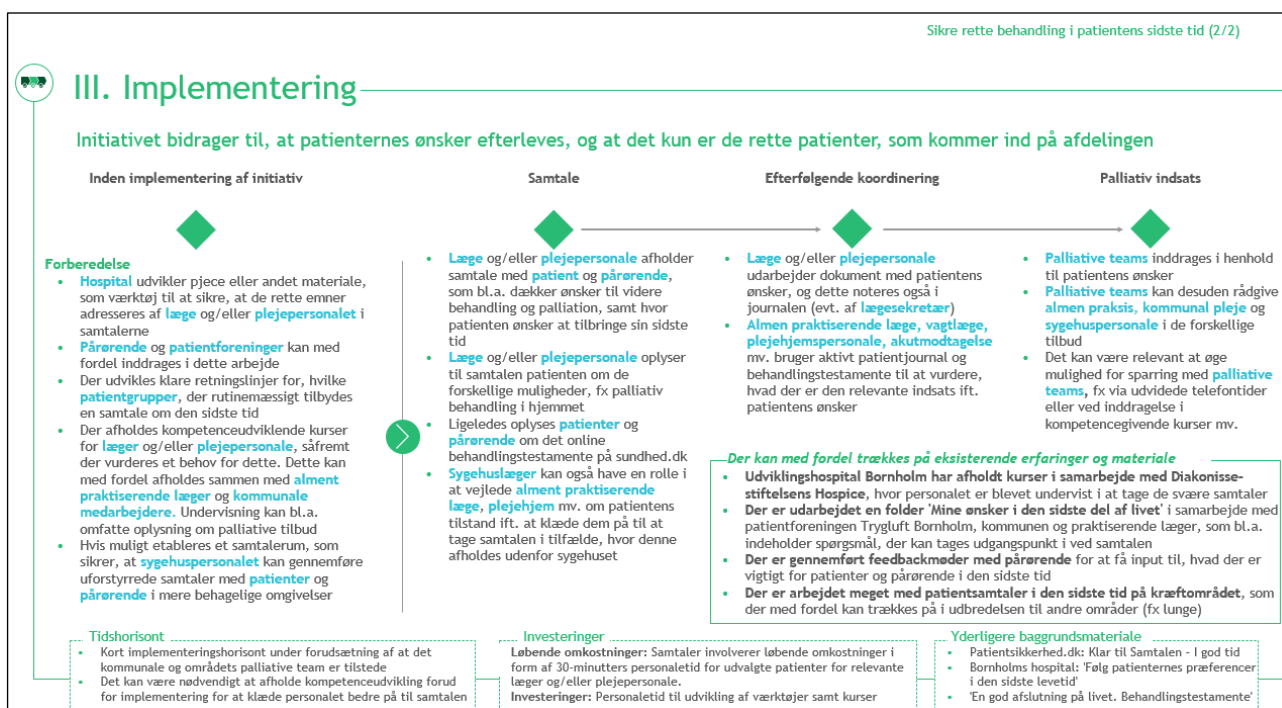 Sikre rette behandling i patientens sidste tid (2/2)
III. Implementering
Initiativet bidrager til, at patienternes ønsker efterleves, og at det kun er de rette patienter, som kommer ind på afdelingen
Inden implementering af initiativ
Forberedelse
• Hospital udvikler pjece eller andet materiale,
som værktøj til at sikre, at de rette emner
adresseres af læge og/eller plejepersonalet i
samtalerne
• Pårørende og patientforeninger kan med
fordel inddrages i dette arbejde
• Der udvikles klare retningslinjer for, hvilke
patientgrupper, der rutinemæssigt tilbydes
en samtale om den sidste tid
• Der afholdes kompetenceudviklende kurser
for læger og/eller plejepersonale, såfremt
der vurderes et behov for dette. Dette kan
med fordel afholdes sammen med alment
praktiserende læger og kommunale
medarbejdere. Undervisning kan bl.a.
omfatte oplysning om palliative tilbud
• Hvis muligt etableres et samtalerum, som
sikrer, at sygehuspersonalet kan gennemføre
uforstyrrede samtaler med patienter og
pårørende i mere behagelige omgivelser
Samtale
• Læge og/eller plejepersonale afholder
samtale med patient og pårørende,
som bl.a. dækker ønsker til videre
behandling og palliation, samt hvor
patienten ønsker at tilbringe sin sidste
tid
• Læge og/eller plejepersonale oplyser
til samtalen patienten om de
forskellige muligheder, fx palliativ
behandling i hjemmet
• Ligeledes oplyses patienter og
pårørende om det online
behandlingstestamente på sundhed.dk
• Sygehuslæger kan også have en rolle i
at vejlede alment praktiserende
læge, plejehjem mv. om patientens
tilstand ift. at klæde dem på til at
tage samtalen i tilfælde, hvor denne
afholdes udenfor sygehuset
Efterfølgende koordinering
• Læge og/eller plejepersonale
udarbejder dokument med patientens
ønsker, og dette noteres også i
journalen (evt. af lægesekretær)
• Almen praktiserende læge, vagtlæge,
plejehjemspersonale, akutmodtagelse
mv. bruger aktivt patientjournal og
behandlingstestamente til at vurdere,
hvad der er den relevante indsats ift.
patientens ønsker
Palliativ indsats
• Palliative teams inddrages i henhold
til patientens ønsker
• Palliative teams kan desuden rådgive
almen praksis, kommunal pleje og
sygehuspersonale i de forskellige
tilbud
• Det kan være relevant at øge
mulighed for sparring med palliative
teams, fx via udvidede telefontider
eller ved inddragelse i
kompetencegivende kurser mv.
Der kan med fordel trækkes på eksisterende erfaringer og materiale
• Udviklingshospital Bornholm har afholdt kurser i samarbejde med Diakonisse-
stiftelsens Hospice, hvor personalet er blevet undervist i at tage de svære samtaler
• Der er udarbejdet en folder 'Mine ønsker i den sidste del af livet' i samarbejde med
patientforeningen Trygluft Bornholm, kommunen og praktiserende læger, som bl.a.
indeholder spørgsmål, der kan tages udgangspunkt i ved samtalen
• Der er gennemført feedbackmøder med pårørende for at få input til, hvad der er
vigtigt for patienter og pårørende i den sidste tid
• Der er arbejdet meget med patientsamtaler i den sidste tid på kræftområdet, som
der med fordel kan trækkes på i udbredelsen til andre områder (fx lunge)
Tidshorisont
• Kort implementeringshorisont under forudsætning af at det
kommunale og områdets palliative team er tilstede
• Det kan være nødvendigt at afholde kompetenceudvikling forud
for implementering for at klæde personalet bedre på til samtalen
Investeringer
Løbende omkostninger: Samtaler involverer løbende omkostninger i
form af 30-minutters personaletid for udvalgte patienter for relevante
læger og/eller plejepersonale.
Investeringer: Personaletid til udvikling af værktøjer samt kurser
Yderligere baggrundsmateriale
• Patientsikkerhed.dk: Klar til Samtalen - I god tid
• Bornholms hospital: 'Følg patienternes præferencer
i den sidste levetid'
• 'En god afslutning på livet. Behandlingstestamente'